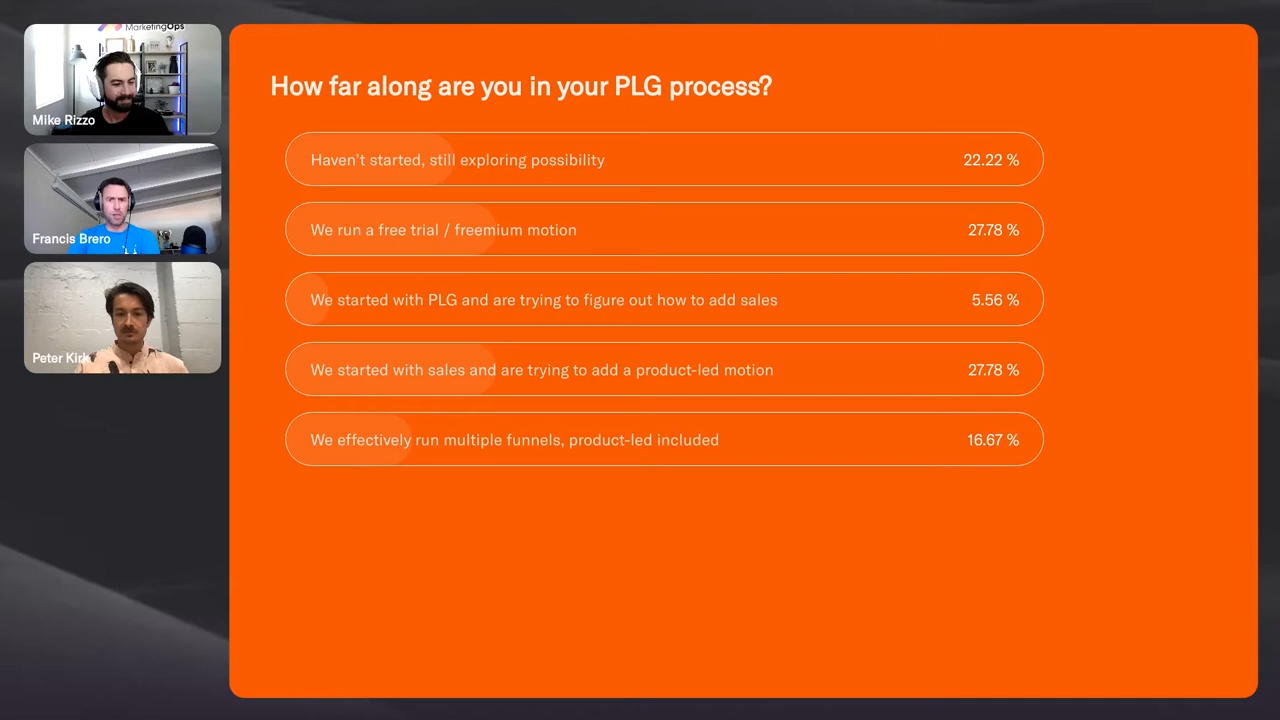 MarketingOps
Mike Rizzo
Francis Brero
Peter Kirk
How far along are you in your PLG process?
Haven't started, still exploring possibility 22.22 %
We run a free trial / freemium motion 27.78 %
We started with PLG and are trying to figure out how to add sales 5.56 %
We started with sales and are trying to add a product-led motion 27.78 %
We effectively run multiple funnels, product-led included 16.67 %